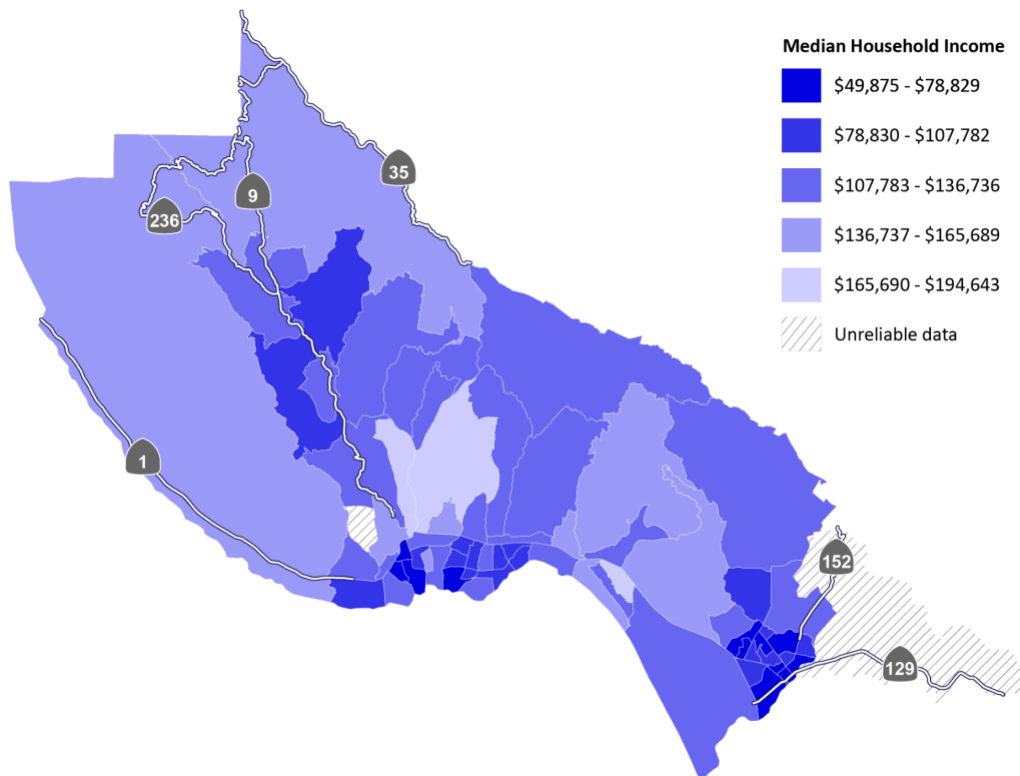 Median Household Income
$49,875 - $78,829
$78,830 - $107,782
$107,783 - $136,736
$136,737 - $165,689
$165,690 - $194,643
Unreliable data
35
9
236
1
152
129